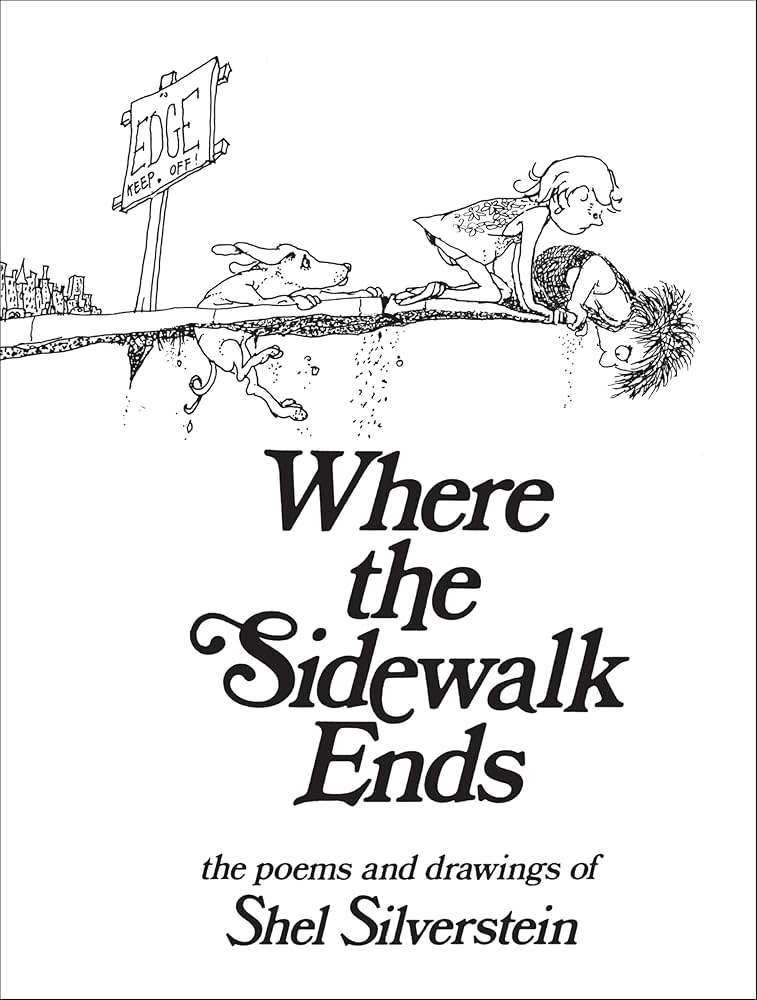 EDGE
KEEP. OFF!
Where
the
Sidewalk
Ends
the poems and drawings of
Shel Silverstein